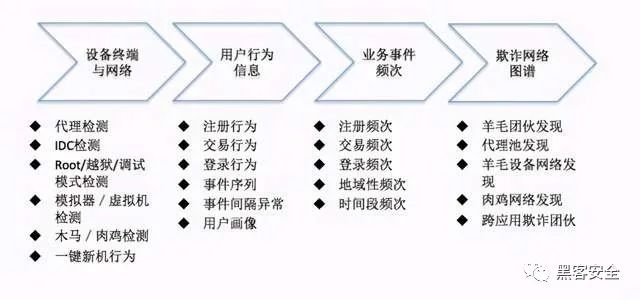 设备终端
与网络
用户行为
信息
业务事件
频次
欺诈网络
图谱
◆ 代理检测
◆ IDC检测
◆ Root/越狱/调试
模式检测
◆ 模拟器/虚拟机
检测
◆ 木马/肉鸡检测
◆ 一键新机行为
◆ 注册行为
◆ 交易行为
◆ 登录行为
◆ 事件序列
◆ 事件间隔异常
◆ 用户画像
◆ 注册频次
◆ 交易频次
◆ 登录频次
◆ 地域性频次
◆ 时间段频次
◆ 羊毛团伙发现
◆ 代理池发现
◆ 羊毛设备网络发
现
◆ 肉鸡网络发现
◆ 跨应用欺诈团伙
黑客安全